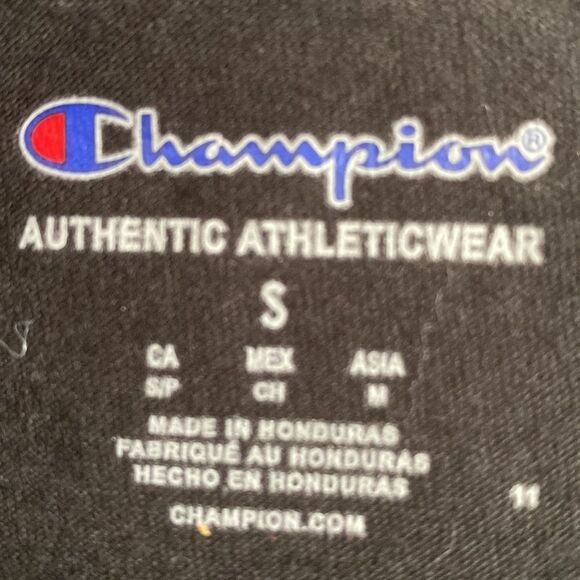 Champion®
AUTHENTIC ATHLETICWEAR
S
CA MEX ASIA
S/P CH M
MADE IN HONDURAS
FABRIQUÉ AU HONDURAS
HECHO EN HONDURAS
11
CHAMPION.COM